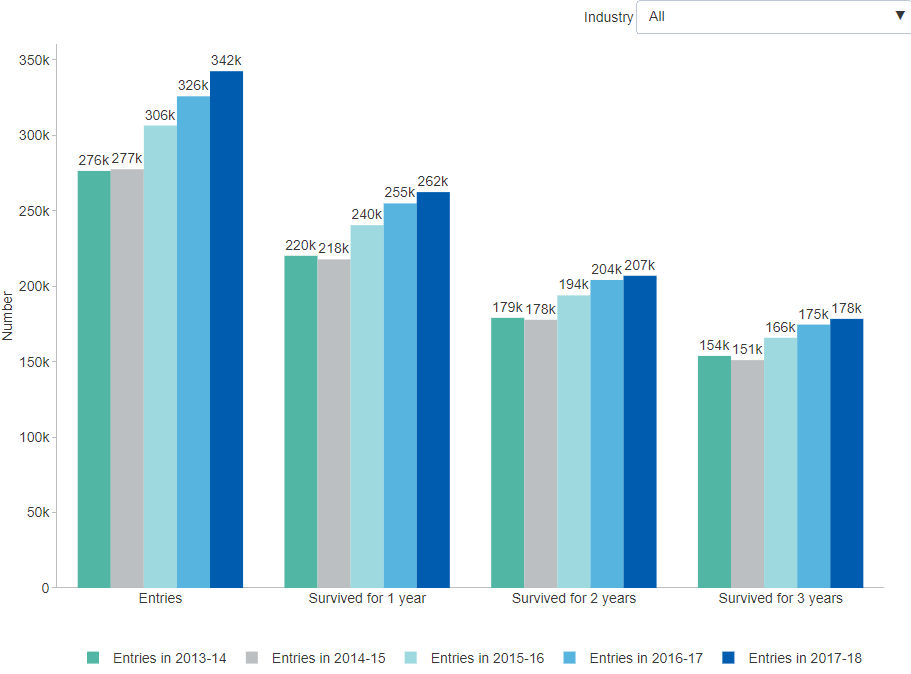 Industry All ▼
350k
300k
250k
200k
150k
100k
50k
0
Number
276k 277k 306k 326k 342k
220k 218k 240k 255k 262k
179k 178k 194k 204k 207k
154k 151k 166k 175k 178k
Entries Survived for 1 year Survived for 2 years Survived for 3 years
Entries in 2013-14 Entries in 2014-15 Entries in 2015-16 Entries in 2016-17 Entries in 2017-18